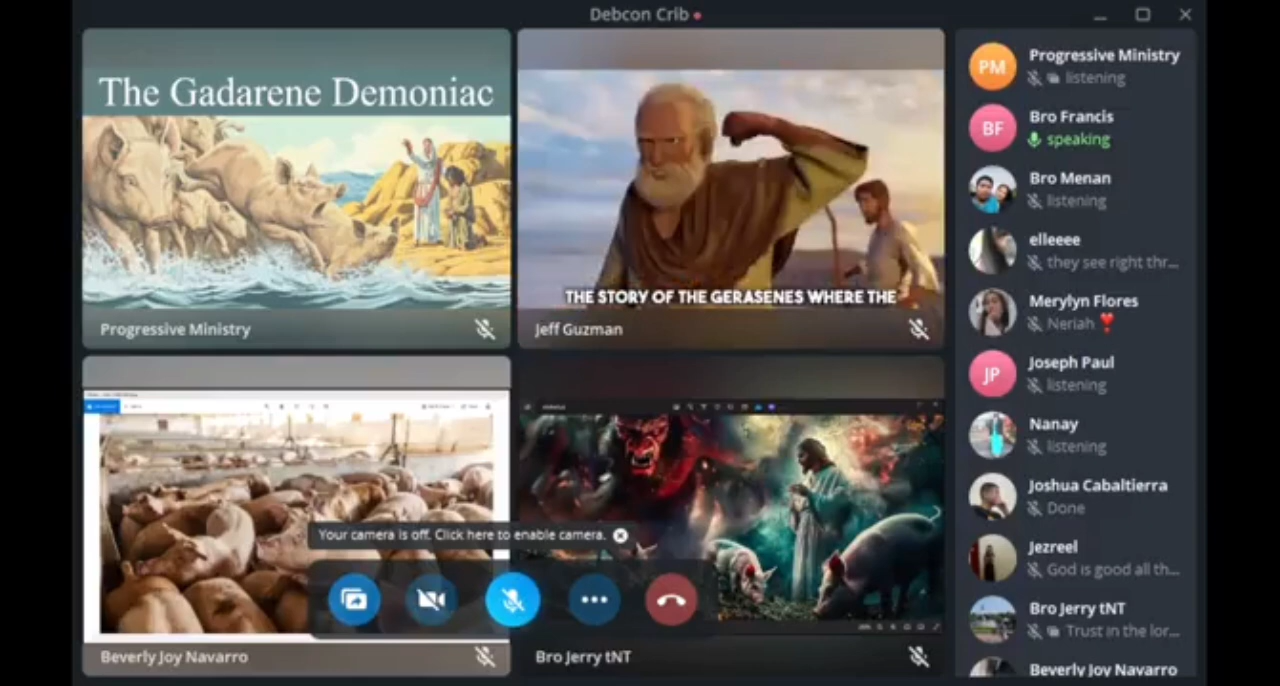 Debcon Crib
The Gadarene Demoniac
Progressive Ministry
THE STORY OF THE GERASENES WHERE THE
Jeff Guzman
Your camera is off. Click here to enable camera.
Beverly Joy Navarro
Bro Jerry tNT
PM
Progressive Ministry
listening
BF
Bro Francis
speaking
Bro Menan
listening
elleeee
they see right thr...
Merylyn Flores
Neriah❣️
JP
Joseph Paul
listening
Nanay
listening
Joshua Cabaltierra
Done
Jezreel
God is good all th...
Bro Jerry tNT
Trust in the lor...
Beverly Joy Navarro